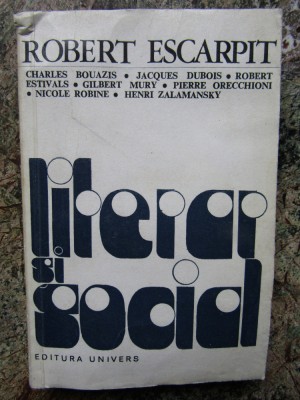 ROBERT ESCARPIT
CHARLES BOUAZIS • JACQUES DUBOIS • ROBERT
ESTIVALS • GILBERT MURY • PIERRE ORECCHIONI
• NICOLE ROBINE • HENRI ZALAMANSKY
literar
și
social
EDITURA UNIVERS